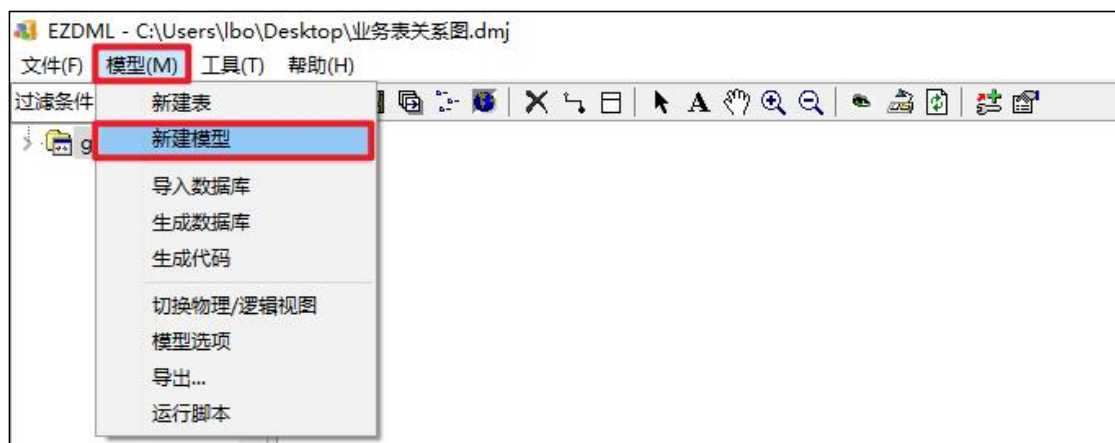 EZDML - C:\Users\lbo\Desktop\业务表关系图.dmj
文件(F) 模型(M) 工具(T) 帮助(H)
过滤条件
新建表
g
新建模型
导入数据库
生成数据库
生成代码
切换物理/逻辑视图
模型选项
导出...
运行脚本